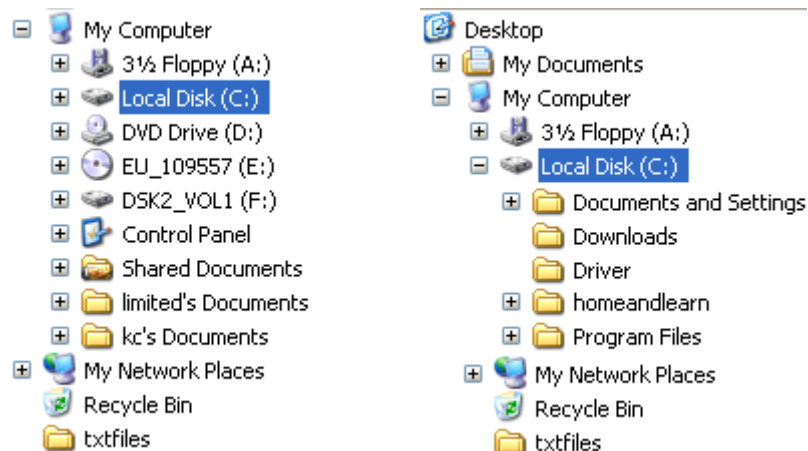 My Computer
3½ Floppy (A:)
Local Disk (C:)
DVD Drive (D:)
EU_109557 (E:)
DSK2_VOL1 (F:)
Control Panel
Shared Documents
limited's Documents
kc's Documents
My Network Places
Recycle Bin
txtfiles
Desktop
My Documents
My Computer
3½ Floppy (A:)
Local Disk (C:)
Documents and Settings
Downloads
Driver
homeandlearn
Program Files
My Network Places
Recycle Bin
txtfiles